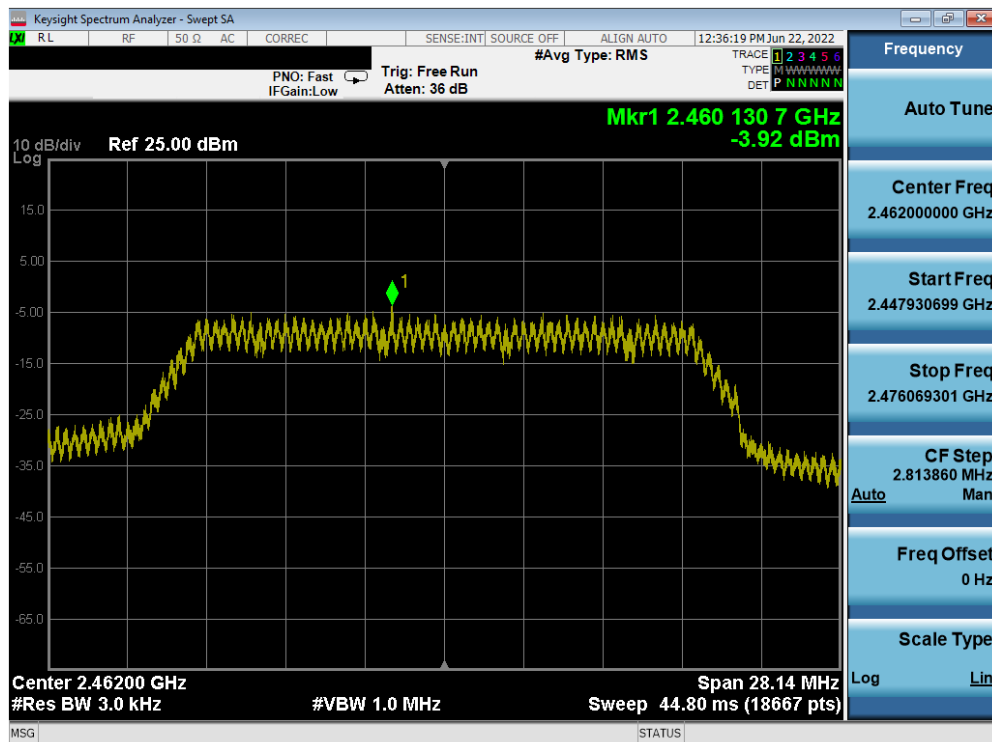 Keysight Spectrum Analyzer - Swept SA
LXI RL RF 50 Ω AC CORREC SENSE:INT SOURCE OFF ALIGN AUTO 12:36:19 PM Jun 22, 2022
#Avg Type: RMS
TRACE 1 2 3 4 5 6
TYPE M WWWWW
DET P N N N N N
PNO: Fast
IFGain:Low
Trig: Free Run
Atten: 36 dB
Mkr1 2.460 130 7 GHz
-3.92 dBm
10 dB/div
Log
Ref 25.00 dBm
15.0
5.00
-5.00
-15.0
-25.0
-35.0
-45.0
-55.0
-65.0
1
Center 2.46200 GHz
Span 28.14 MHz
#Res BW 3.0 kHz
#VBW 1.0 MHz
Sweep 44.80 ms (18667 pts)
MSG
STATUS
Frequency
Auto Tune
Center Freq
2.462000000 GHz
Start Freq
2.447930699 GHz
Stop Freq
2.476069301 GHz
CF Step
2.813860 MHz
Auto Man
Freq Offset
0 Hz
Scale Type
Log Lin